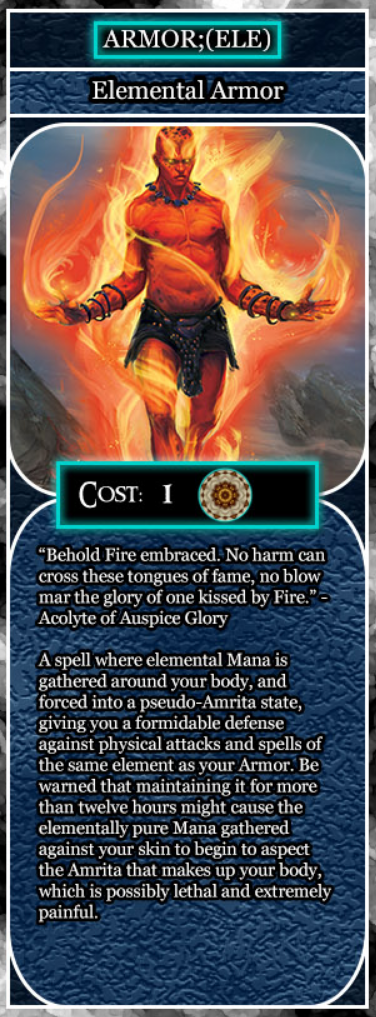 ARMOR;(ELE)
Elemental Armor
COST: 1
“Behold Fire embraced. No harm can
cross these tongues of fame, no blow
mar the glory of one kissed by Fire.” -
Acolyte of Auspice Glory
A spell where elemental Mana is
gathered around your body, and
forced into a pseudo-Amrita state,
giving you a formidable defense
against physical attacks and spells of
the same element as your Armor. Be
warned that maintaining it for more
than twelve hours might cause the
elementally pure Mana gathered
against your skin to begin to aspect
the Amrita that makes up your body,
which is possibly lethal and extremely
painful.